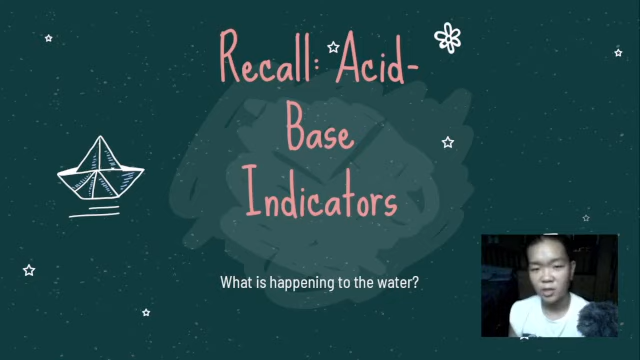 Recall: Acid-
Base
Indicators
What is happening to the water?